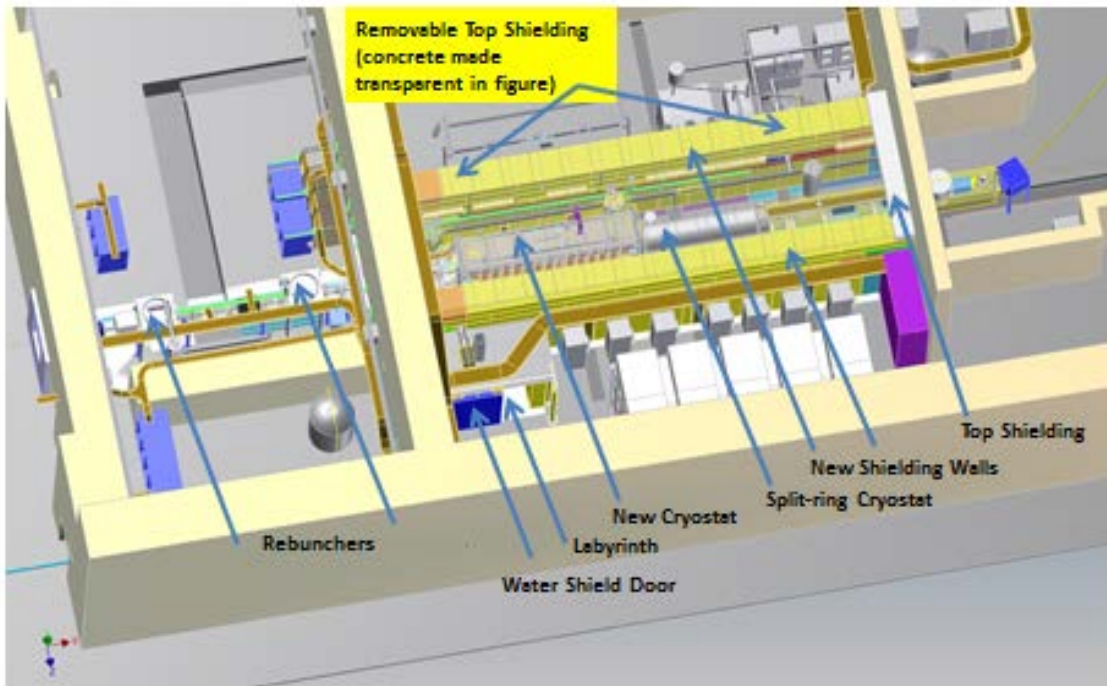 Removable Top Shielding
(concrete made
transparent in figure)
Top Shielding
New Shielding Walls
Split-ring Cryostat
New Cryostat
Labyrinth
Rebunchers
Water Shield Door